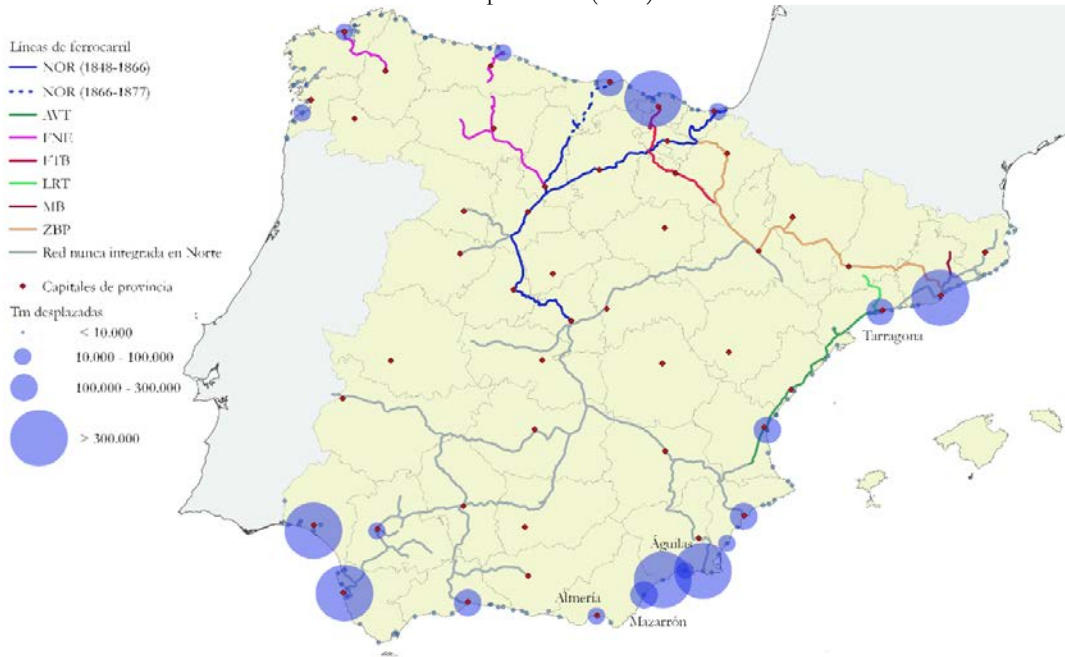 Líneas de ferrocarril
NOR (1848-1866)
NOR (1866-1877)
AVT
FTB
LRT
MB
ZBP
Red nunca integrada en Norte
Capitales de provincia
Tm desplazadas
< 10.000
10.000 - 100.000
100.000 - 300.000
> 300.000
Tarragona
Águilas
Almería
Mazarrón